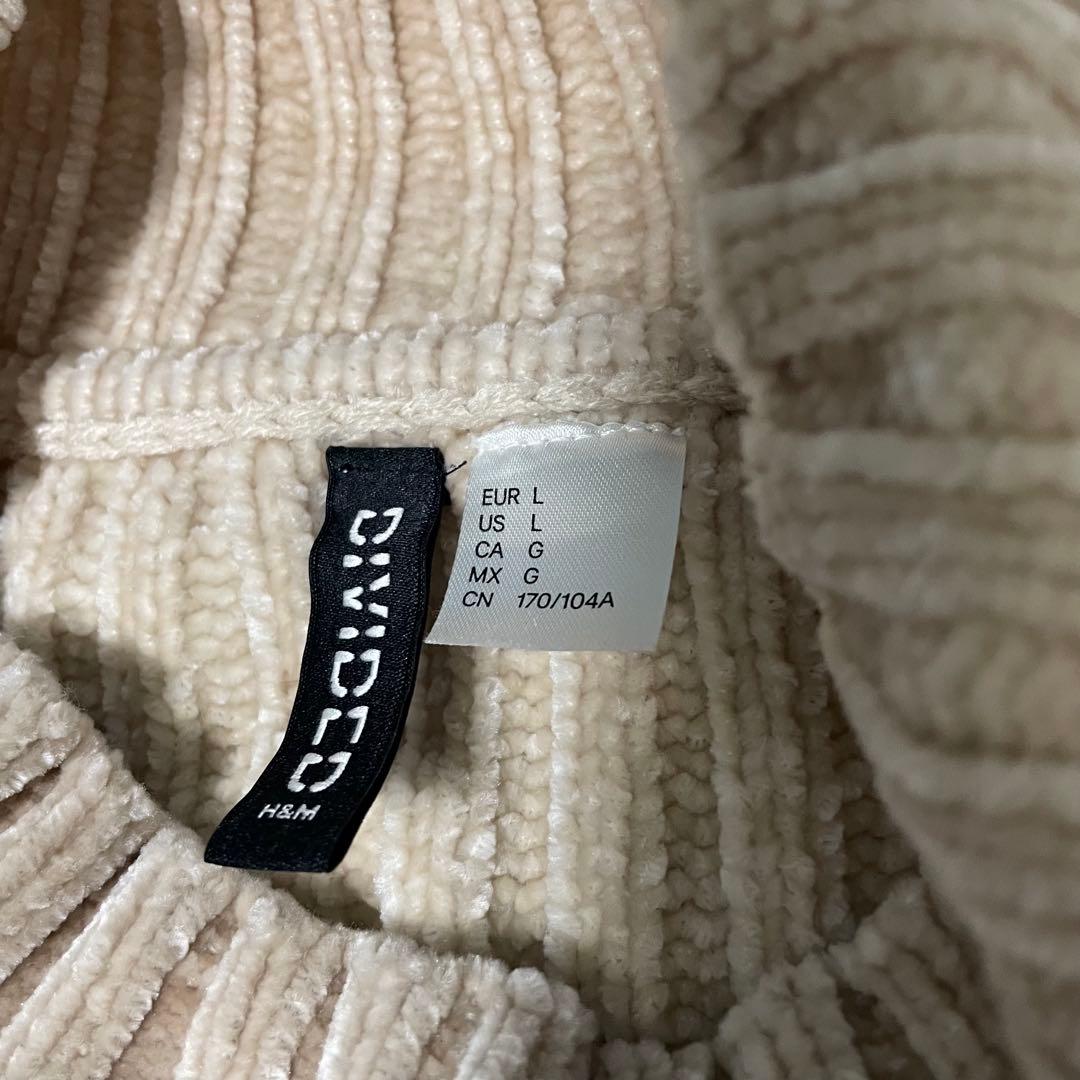 DIVIDED
H&M
EUR L
US L
CA G
MX G
CN 170/104A